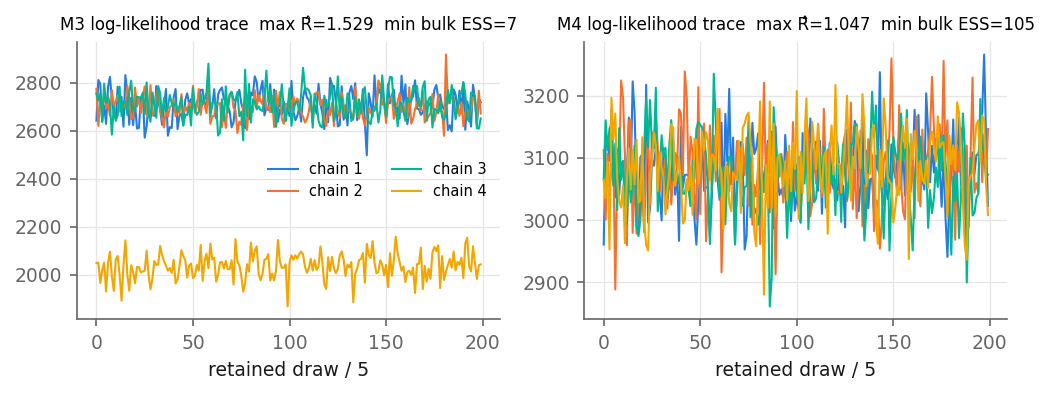 M3 log-likelihood trace  max R̂=1.529  min bulk ESS=7
2800
2600
2400
2200
2000
0
50
100
150
200
chain 1
chain 2
chain 3
chain 4
retained draw / 5
M4 log-likelihood trace  max R̂=1.047  min bulk ESS=105
3200
3100
3000
2900
0
50
100
150
200
retained draw / 5